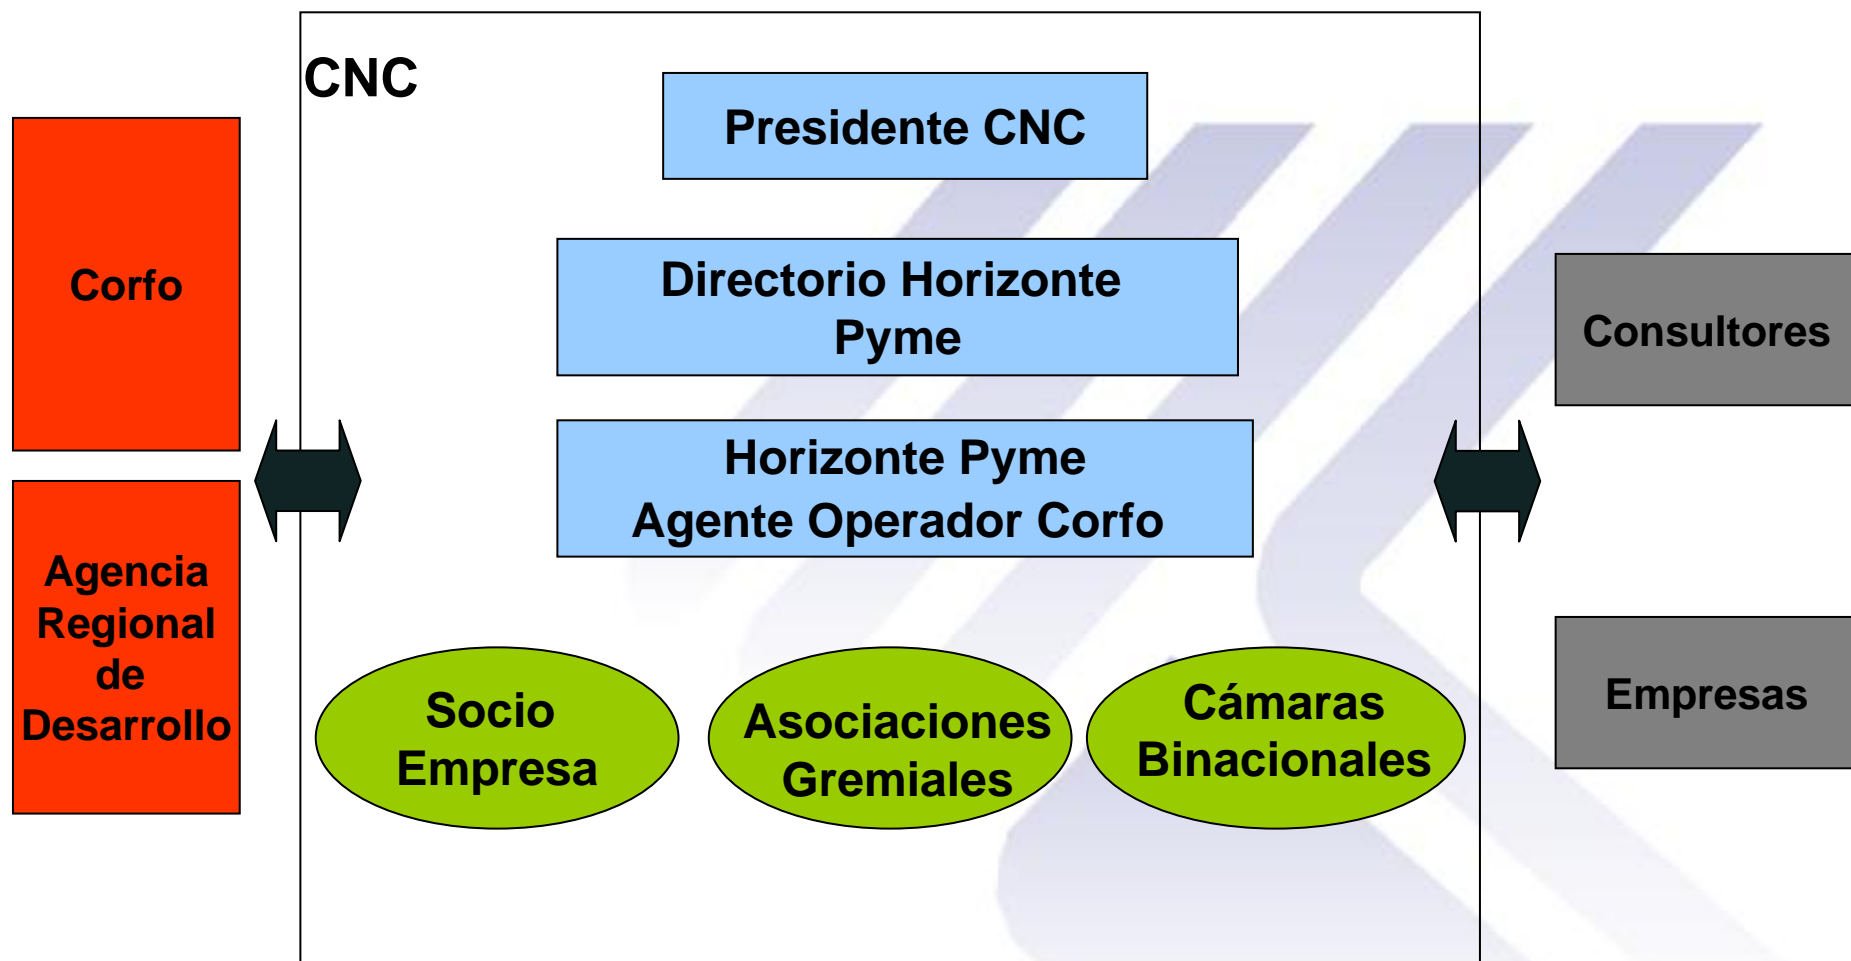 CNC
Presidente CNC
Directorio Horizonte
Pyme
Horizonte Pyme
Agente Operador Corfo
Corfo
Agencia
Regional
de
Desarrollo
Socio
Empresa
Asociaciones
Gremiales
Cámaras
Binacionales
Consultores
Empresas